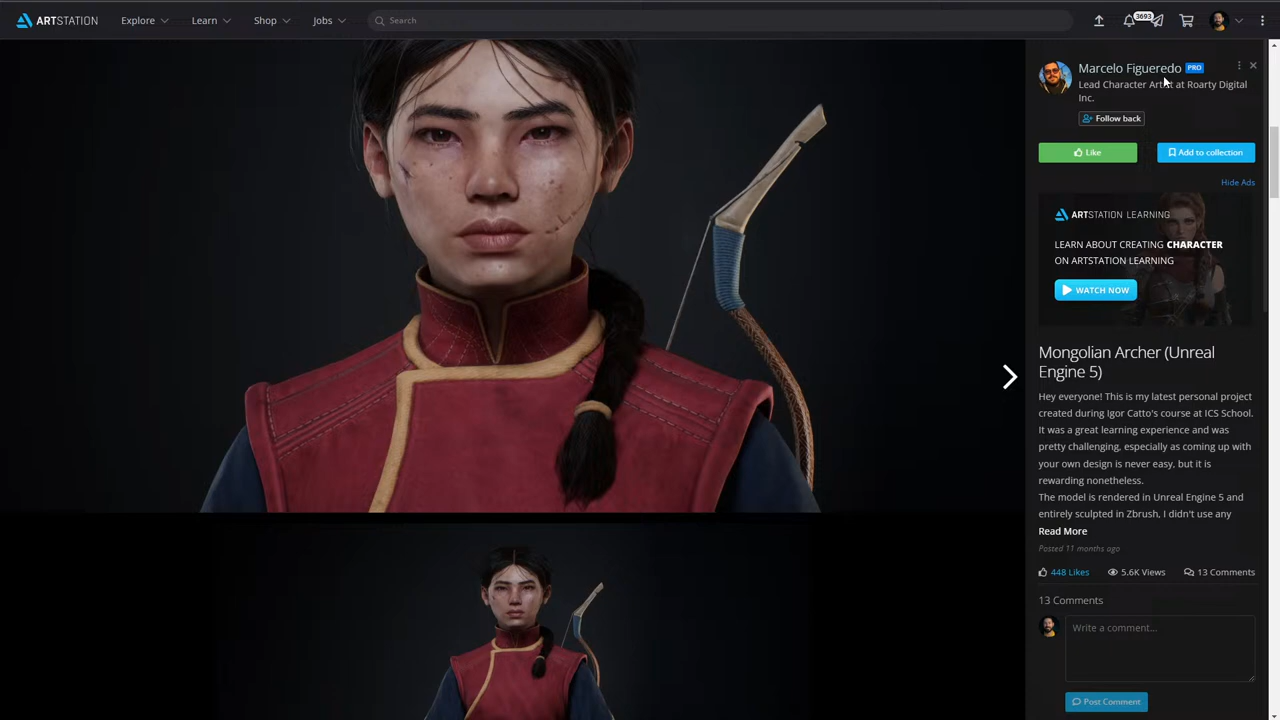 ARTSTATION
Explore
Learn
Shop
Jobs
Search
3693
Marcelo Figueredo PRO
Lead Character Artist at Roarty Digital
Inc.
Follow back
Like
Add to collection
Hide Ads
ARTSTATION LEARNING
LEARN ABOUT CREATING CHARACTER
ON ARTSTATION LEARNING
WATCH NOW
Mongolian Archer (Unreal
Engine 5)
Hey everyone! This is my latest personal project
created during Igor Catto's course at ICS School.
It was a great learning experience and was
pretty challenging, especially as coming up with
your own design is never easy, but it is
rewarding nonetheless.
The model is rendered in Unreal Engine 5 and
entirely sculpted in Zbrush, I didn't use any
Read More
Posted 11 months ago
448 Likes 5.6K Views 13 Comments
13 Comments
Write a comment...
Post Comment